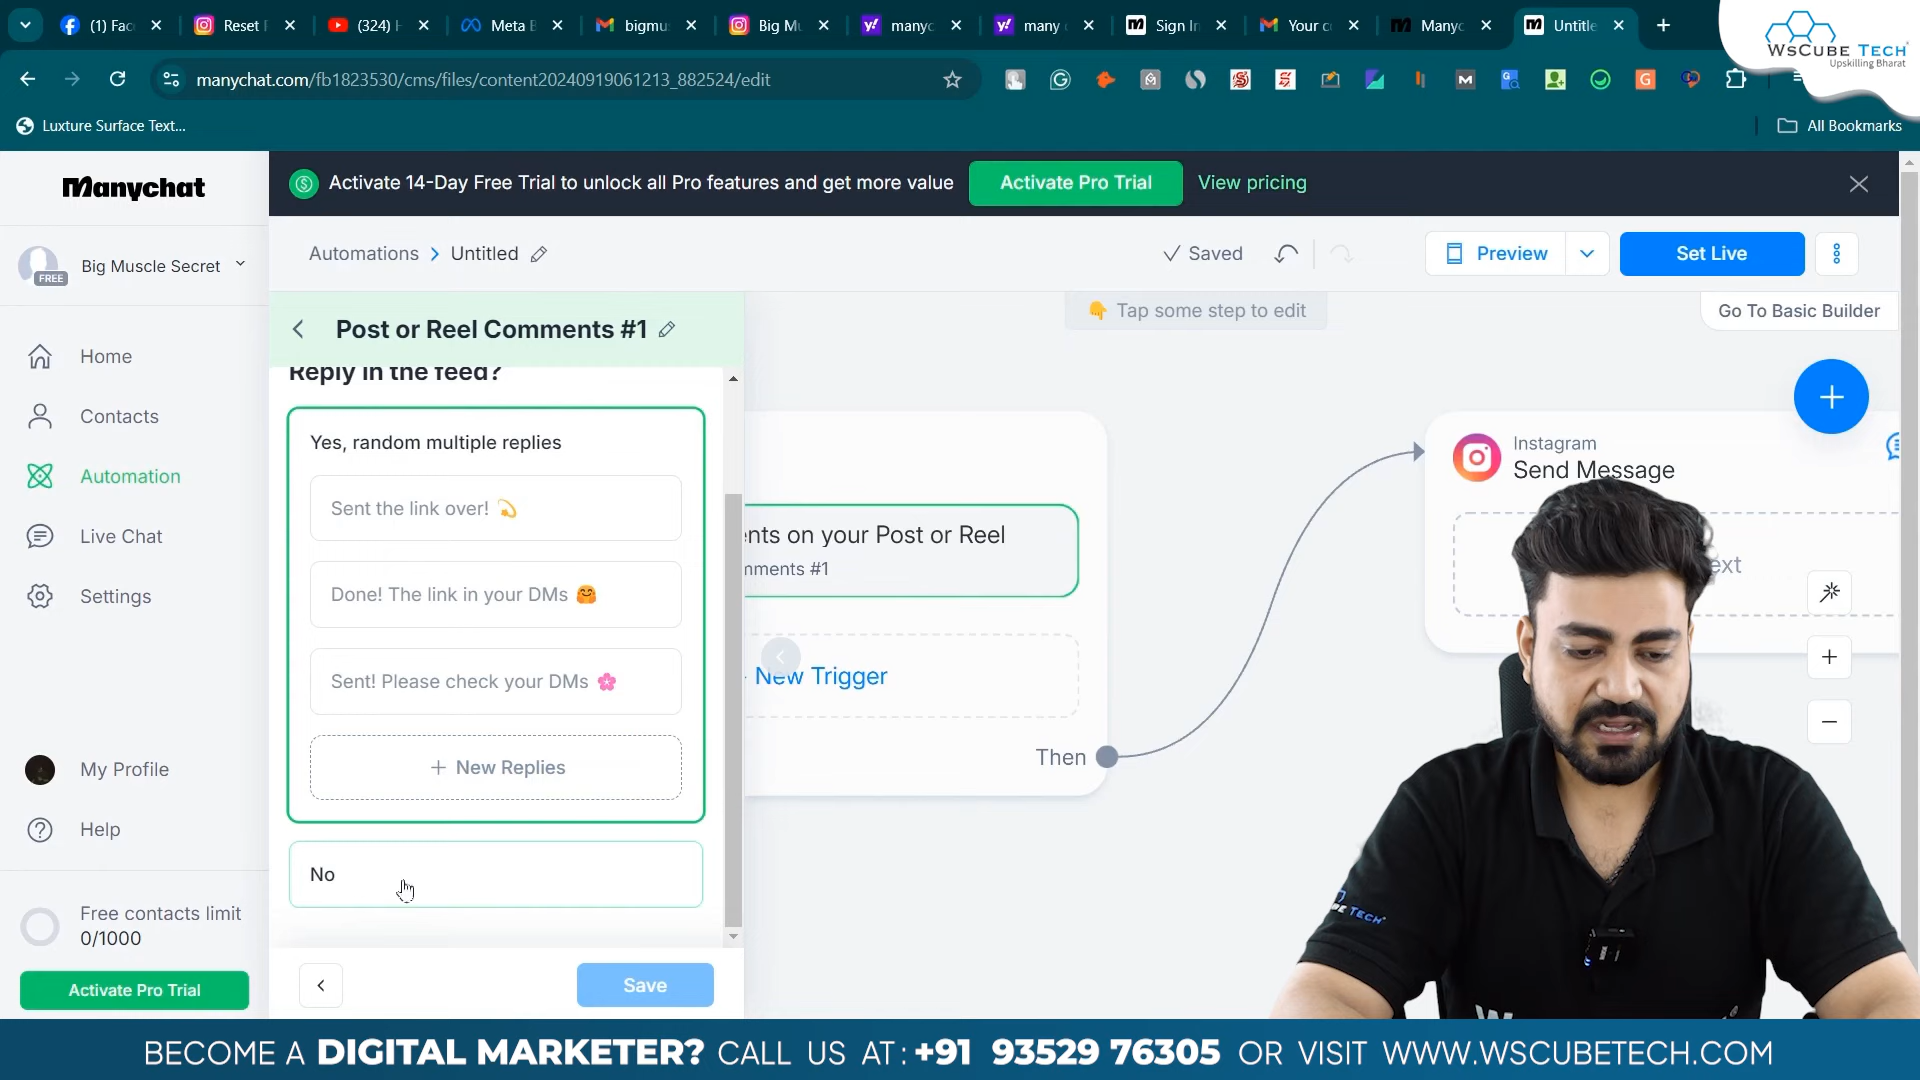 (1) Fac
Reset P
(324) H
Meta B
bigmu
Big Mu
manyc
many c
Sign In
Your c
Manyc
Untitle
WsCube Tech
Upskilling Bharat
manychat.com/fb1823530/cms/files/content20240919061213_882524/edit
Luxture Surface Text...
All Bookmarks
Manychat
Activate 14-Day Free Trial to unlock all Pro features and get more value
Activate Pro Trial
View pricing
Big Muscle Secret
FREE
Automations > Untitled
Saved
Preview
Set Live
Post or Reel Comments #1
👇 Tap some step to edit
Go To Basic Builder
Home
Contacts
Automation
Live Chat
Settings
My Profile
Help
Free contacts limit
0/1000
Activate Pro Trial
Reply in the feed?
Yes, random multiple replies
Sent the link over! 💫
Done! The link in your DMs 🤗
Sent! Please check your DMs 🌸
+ New Replies
No
Save
ents on your Post or Reel
mments #1
New Trigger
Then
Instagram
Send Message
ext
BE TECH
BECOME A DIGITAL MARKETER? CALL US AT: +91 93529 76305 OR VISIT WWW.WSCUBETECH.COM